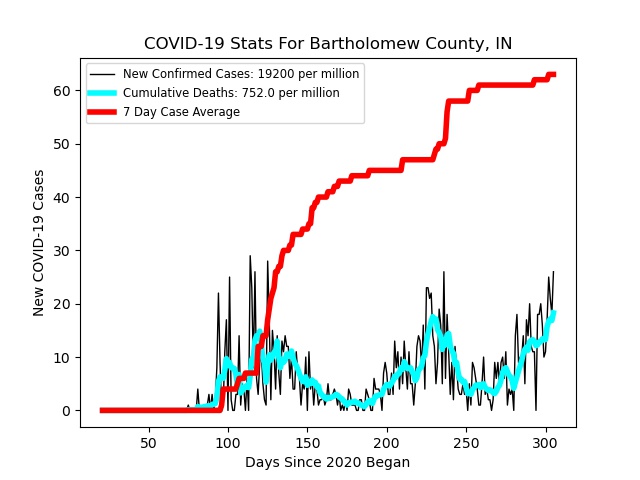 COVID-19 Stats For Bartholomew County, IN
New Confirmed Cases: 19200 per million
Cumulative Deaths: 752.0 per million
7 Day Case Average
New COVID-19 Cases
60
50
40
30
20
10
0
50 100 150 200 250 300
Days Since 2020 Began